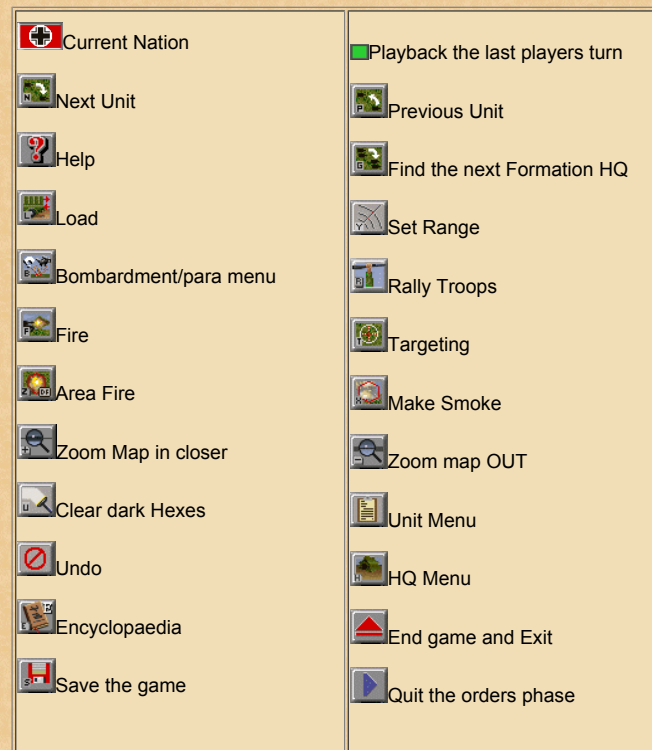 Current Nation
Next Unit
Help
Load
Bombardment/para menu
Fire
Area Fire
Zoom Map in closer
Clear dark Hexes
Undo
Encyclopaedia
Save the game
Playback the last players turn
Previous Unit
Find the next Formation HQ
Set Range
Rally Troops
Targeting
Make Smoke
Zoom map OUT
Unit Menu
HQ Menu
End game and Exit
Quit the orders phase